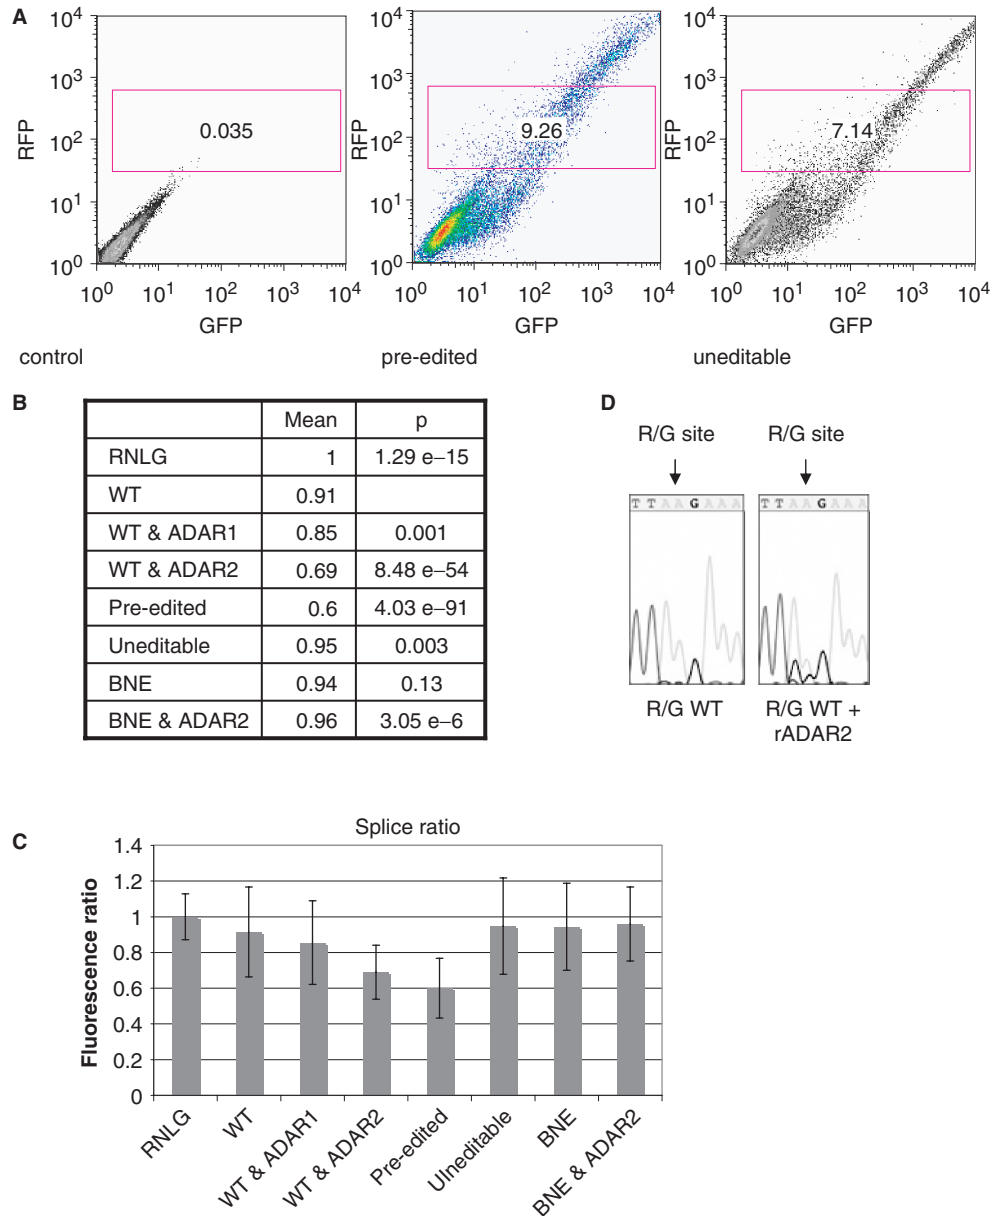 A
RFP
10^4
10^3
10^2
10^1
10^0
0.035
10^0 10^1 10^2 10^3 10^4
GFP
control
RFP
10^4
10^3
10^2
10^1
10^0
9.26
10^0 10^1 10^2 10^3 10^4
GFP
pre-edited
RFP
10^4
10^3
10^2
10^1
10^0
7.14
10^0 10^1 10^2 10^3 10^4
GFP
uneditable
B
Mean p
RNLG 1 1.29 e–15
WT 0.91
WT & ADAR1 0.85 0.001
WT & ADAR2 0.69 8.48 e–54
Pre-edited 0.6 4.03 e–91
Uneditable 0.95 0.003
BNE 0.94 0.13
BNE & ADAR2 0.96 3.05 e–6
D
R/G site R/G site
T T A A G A A A T T A A G A A A
R/G WT
R/G WT +
rADAR2
C
Splice ratio
Fluorescence ratio
1.4
1.2
1
0.8
0.6
0.4
0.2
0
RNLG
WT
WT & ADAR1
WT & ADAR2
Pre-edited
UIneditable
BNE
BNE & ADAR2